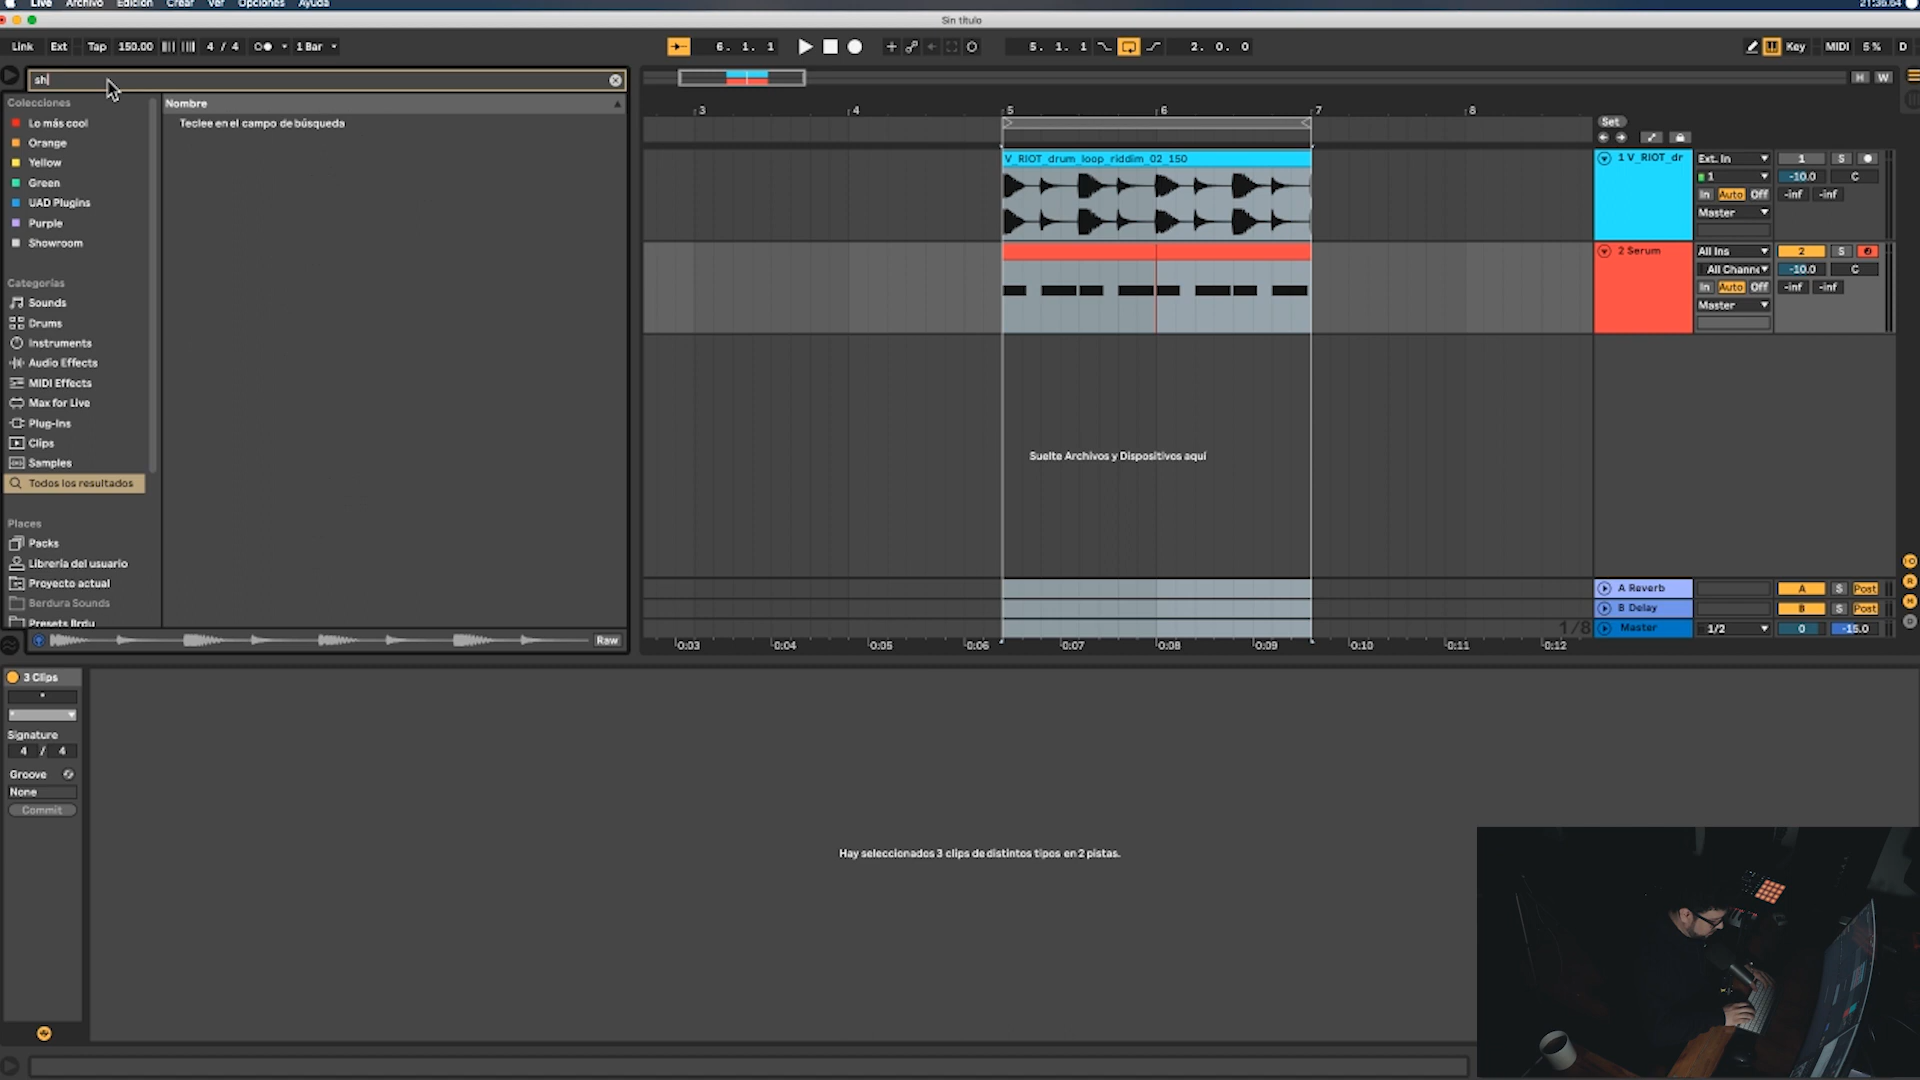 Live Archivo Edición Crear Ver Opciones Ayuda
Sin título
Link Ext Tap 150.00 4 / 4 1 Bar 6. 1. 1 5. 1. 1 2. 0. 0 Key MIDI 5 % D
sh
H W
Colecciones
Nombre
Lo más cool
Teclee en el campo de búsqueda
Orange
Yellow
Green
UAD Plugins
Purple
Showroom
Categorías
Sounds
Drums
Instruments
Audio Effects
MIDI Effects
Max for Live
Plug-Ins
Clips
Samples
Todos los resultados
Places
Packs
Librería del usuario
Proyecto actual
Berdura Sounds
Presets Brdu
Raw
3 4 5 6 7 8
Set
V_RIOT_drum_loop_riddim_02_150
1 V_RIOT_dr Ext. In 1 S
1 -10.0 C
In Auto Off -inf -inf
Master
2 Serum All Ins 2 S
All Channe -10.0 C
In Auto Off -inf -inf
Master
Suelte Archivos y Dispositivos aquí
A Reverb A S Post
B Delay B S Post
1/8 Master 1/2 0 -15.0
0:03 0:04 0:05 0:06 0:07 0:08 0:09 0:10 0:11 0:12
3 Clips
Signature
4 / 4
Groove
None
Commit
Hay seleccionados 3 clips de distintos tipos en 2 pistas.